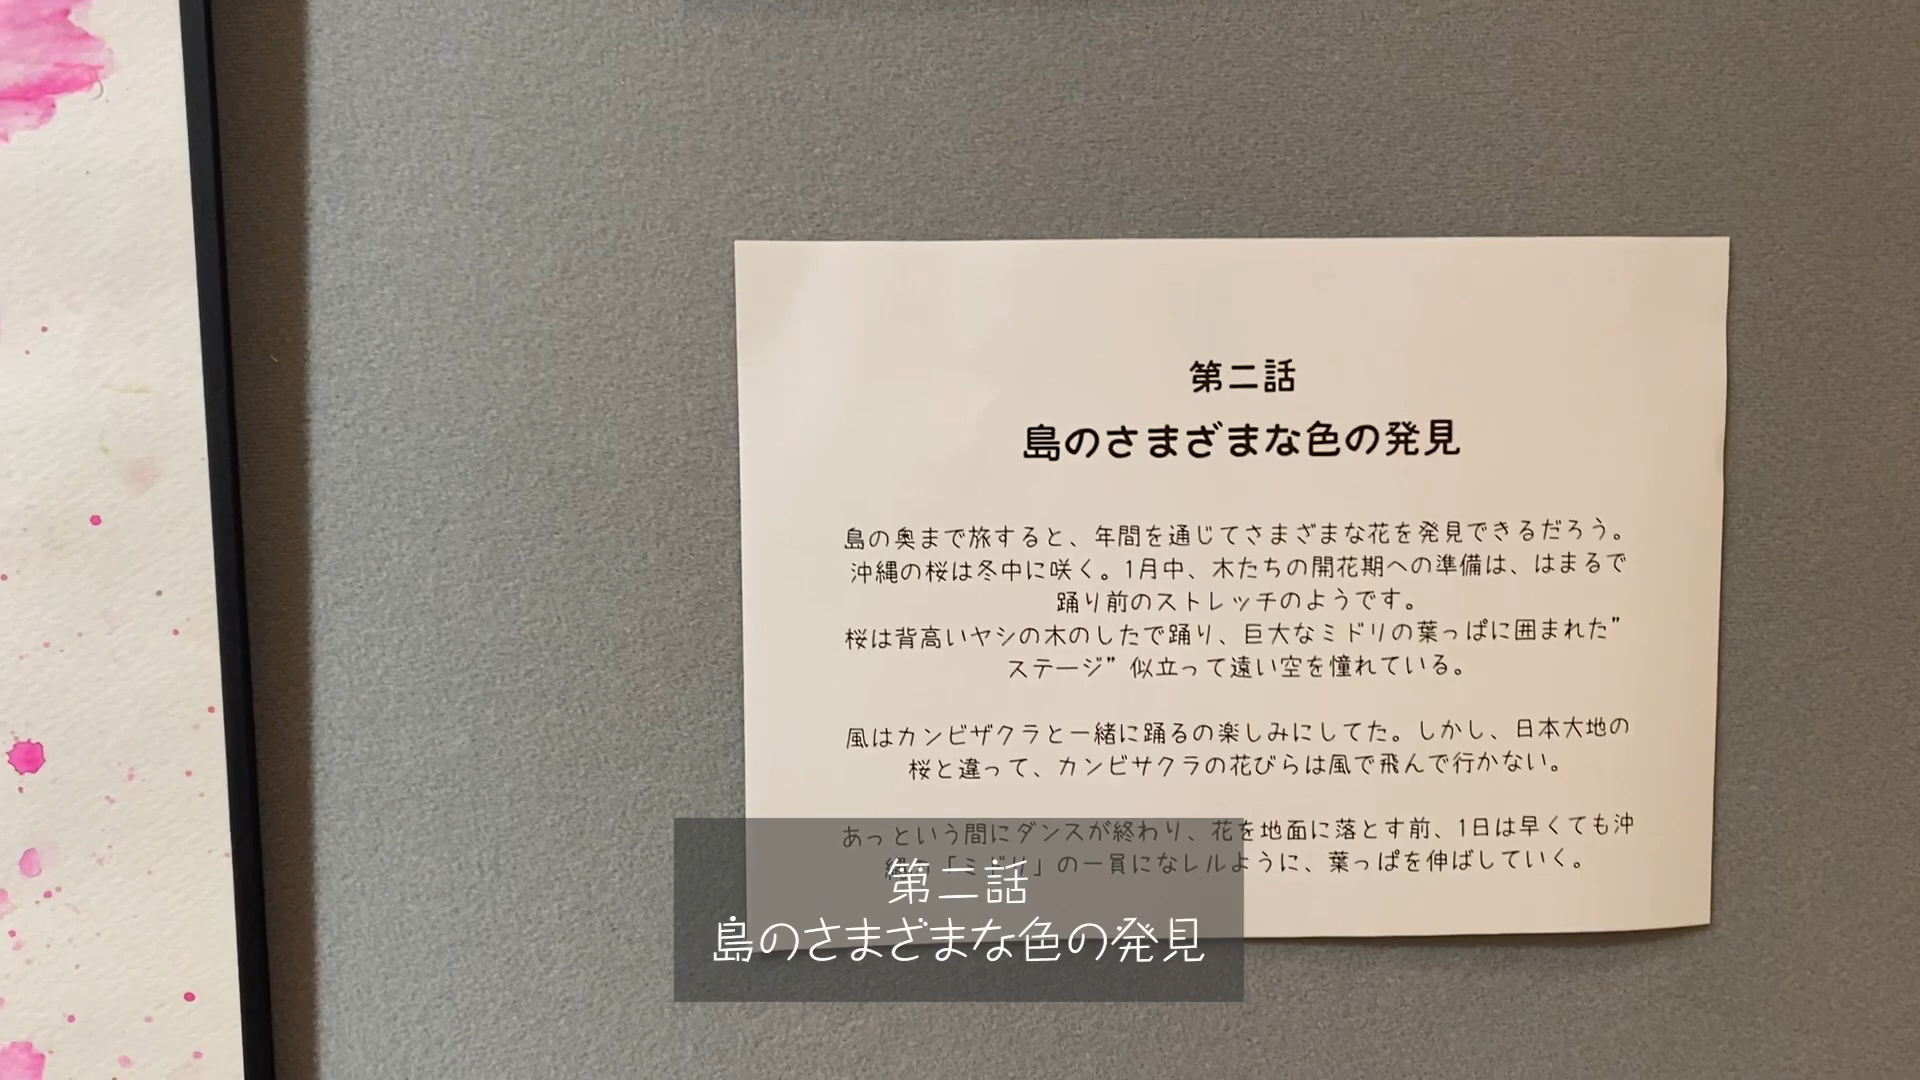 第二話
島のさまざまな色の発見
島の奥まで旅すると、年間を通じてさまざまな花を発見できるだろう。
沖縄の桜は冬中に咲く。1月中、木たちの開花期への準備は、はまるで
踊り前のストレッチのようです。
桜は背高いヤシの木のしたで踊り、巨大なミドリの葉っぱに囲まれた”
ステージ”似立って遠い空を憧れている。
風はカンビザクラと一緒に踊るの楽しみにしてた。しかし、日本大地の
桜と違って、カンビサクラの花びらは風で飛んで行かない。
あっという間にダンスが終わり、花を地面に落とす前、1日は早くても沖
縄の「ミドリ」の一員になレルように、葉っぱを伸ばしていく。
第二話
島のさまざまな色の発見